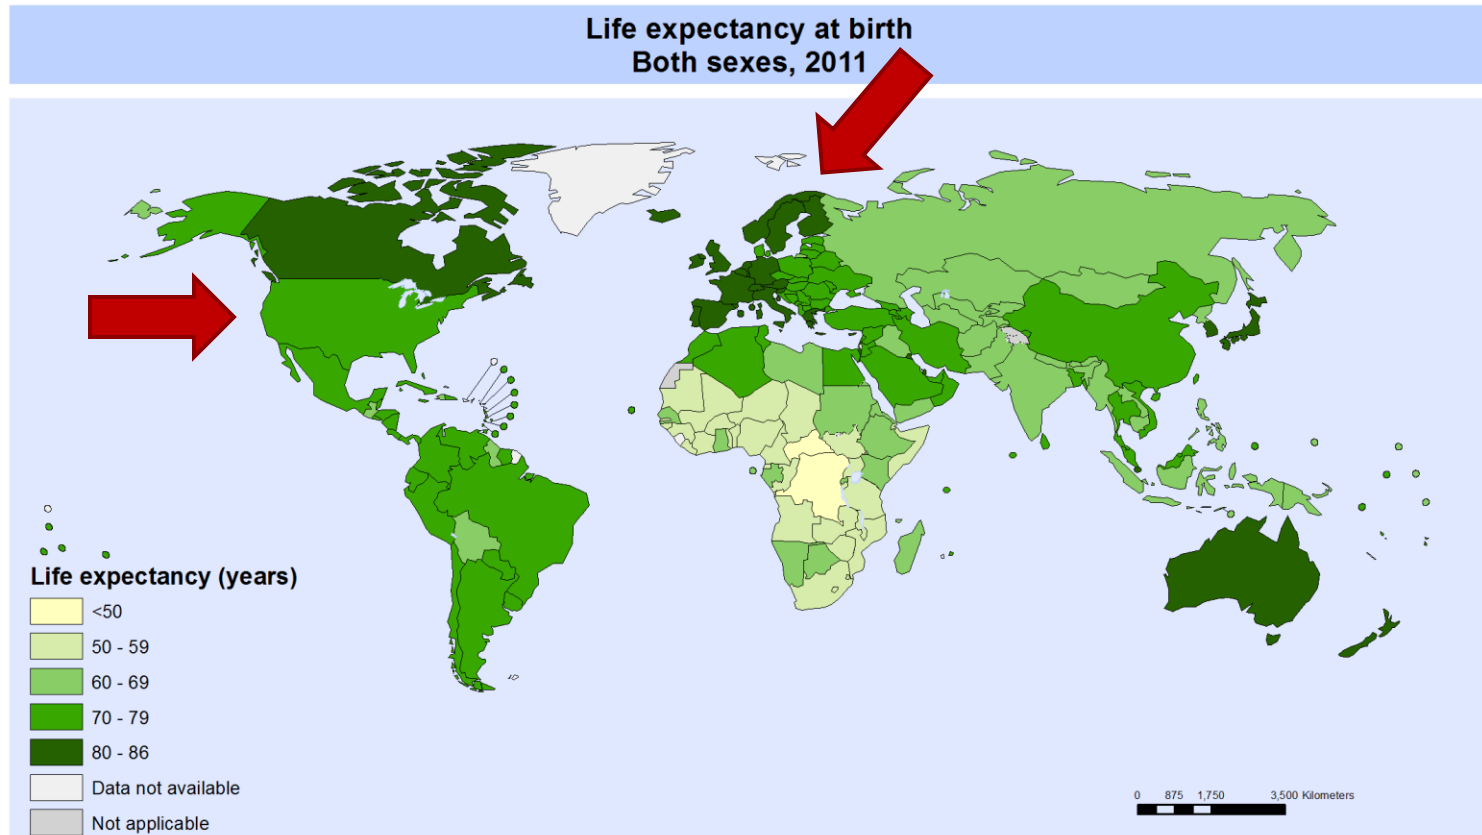 Life expectancy at birth
Both sexes, 2011
Life expectancy (years)
<50
50 - 59
60 - 69
70 - 79
80 - 86
Data not available
Not applicable
0 875 1,750 3,500 Kilometers